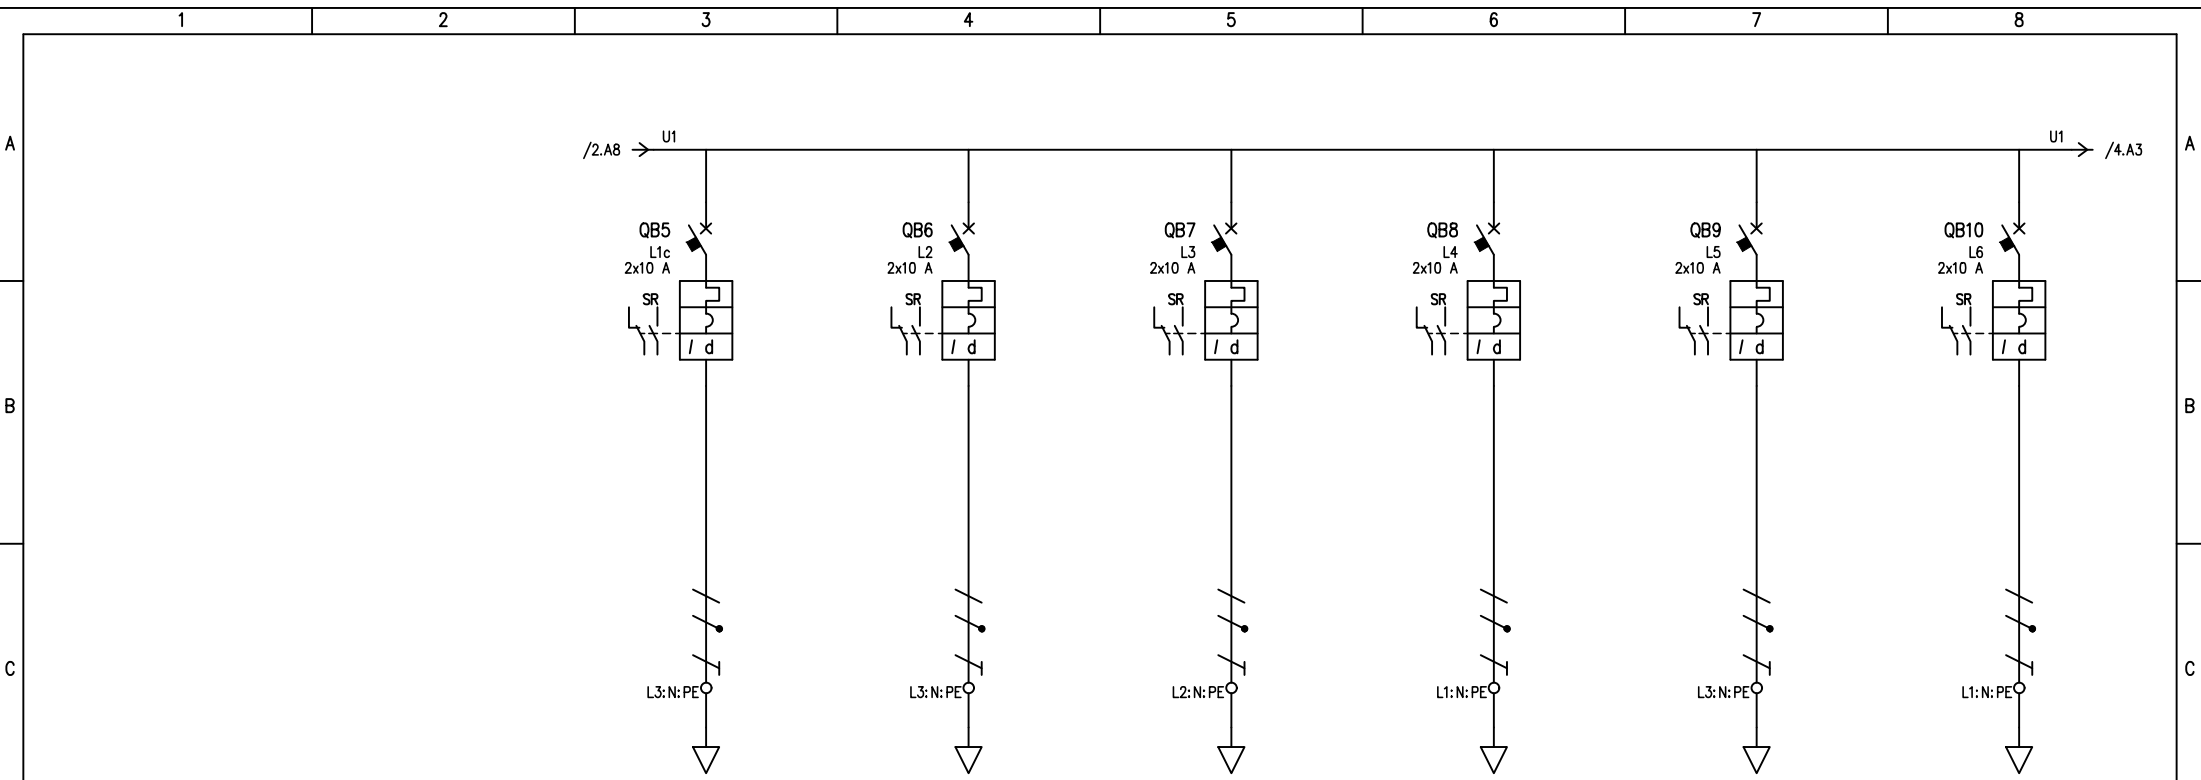 1 2 3 4 5 6 7 8
A A
U1 U1
/2.A8 /4.A3
QB5 QB6 QB7 QB8 QB9 QB10
L1c L2 L3 L4 L5 L6
2x10 A 2x10 A 2x10 A 2x10 A 2x10 A 2x10 A
SR SR SR SR SR SR
I d I d I d I d I d I d
B B
C C
L3:N:PE L3:N:PE L2:N:PE L1:N:PE L3:N:PE L1:N:PE